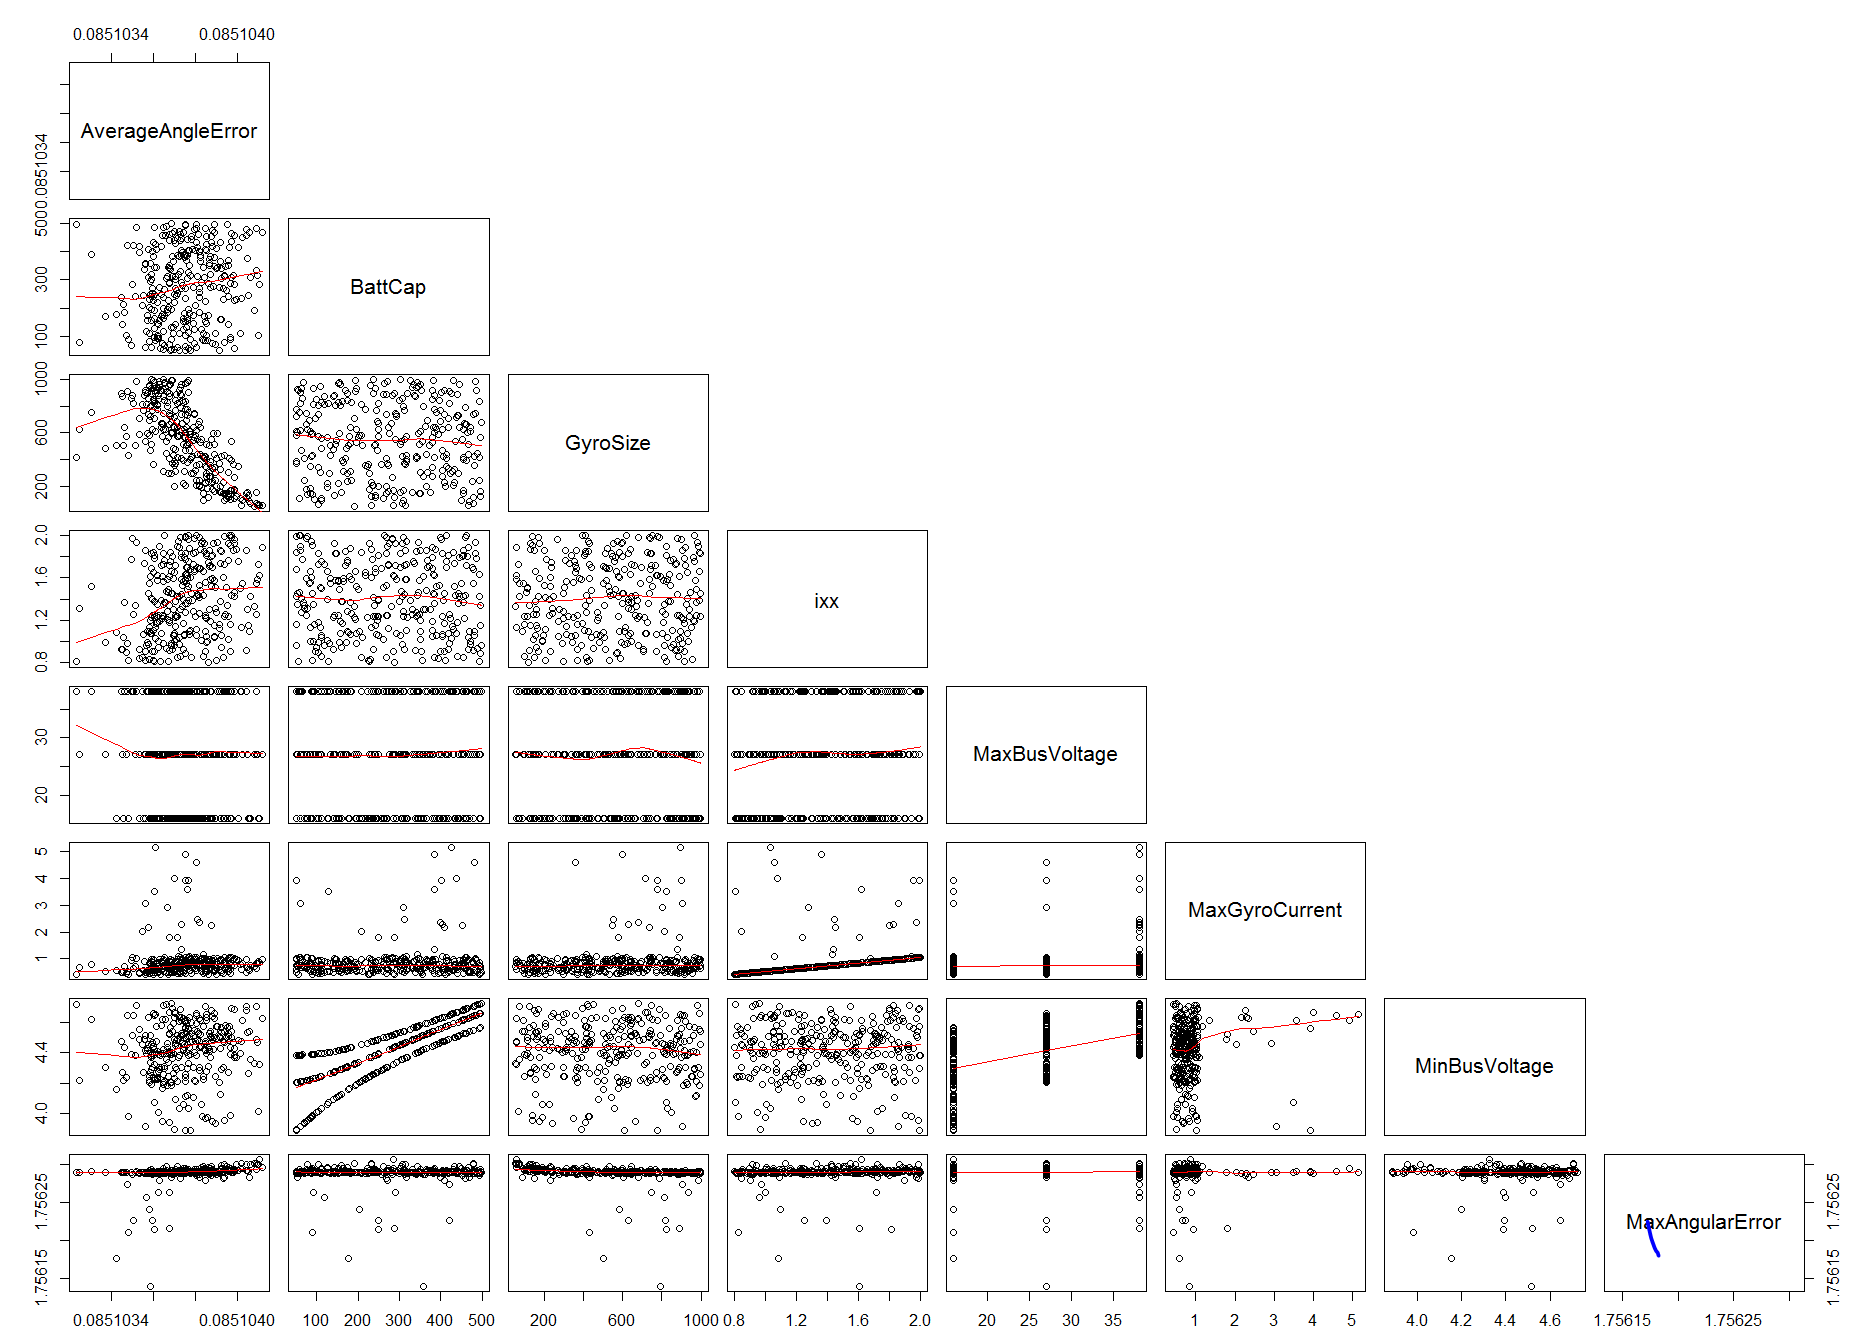 0.0851034 0.0851040
AverageAngleError
0.0851034
BattCap
100 300 500
GyroSize
200 600 1000
ixx
0.8 1.2 1.6 2.0
MaxBusVoltage
20 30
MaxGyroCurrent
1 2 3 4 5
MinBusVoltage
4.0 4.4
MaxAngularError
1.75615 1.75625
1.75615 1.75625
0.0851034 0.0851040 100 200 300 400 500 200 600 1000 0.8 1.2 1.6 2.0 20 25 30 35 1 2 3 4 5 4.0 4.2 4.4 4.6 1.75615 1.75625